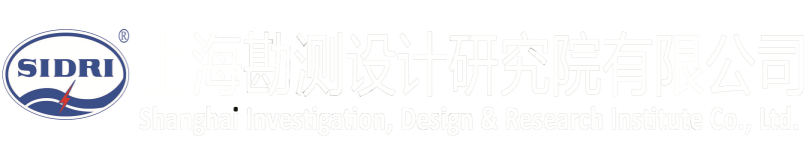 SIDRI®
上海勘测设计研究院有限公司
Shanghai Investigation, Design & Research Institute Co., Ltd.